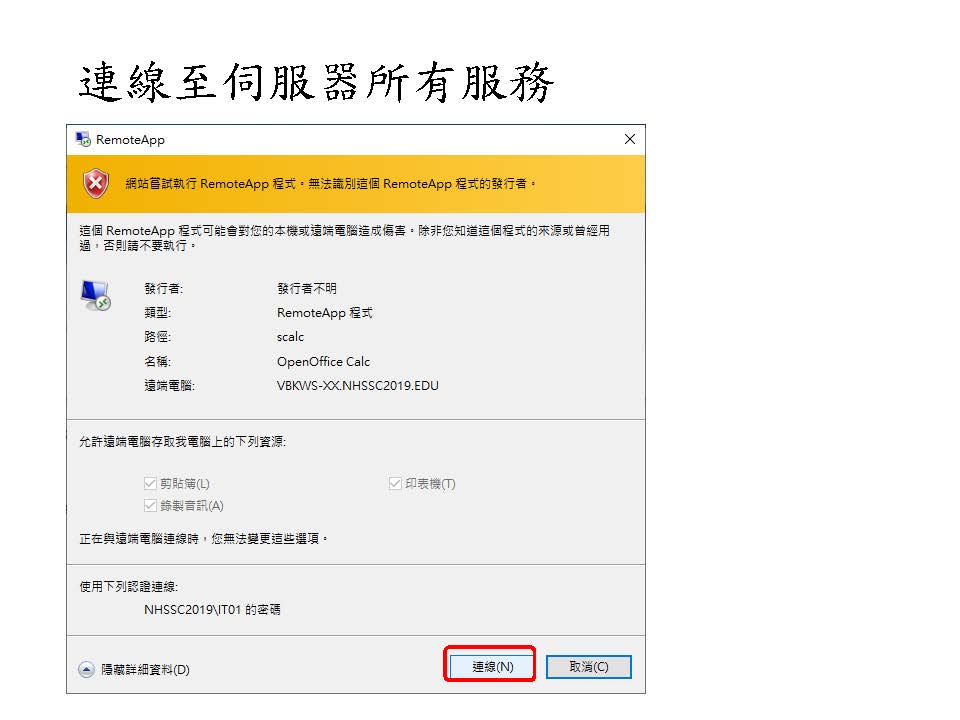 連線至伺服器所有服務
RemoteApp
網站嘗試執行 RemoteApp 程式。無法識別這個 RemoteApp 程式的發行者。
這個 RemoteApp 程式可能會對您的本機或遠端電腦造成傷害。除非您知道這個程式的來源或曾經用
過，否則請不要執行。
發行者: 發行者不明
類型: RemoteApp 程式
路徑: scalc
名稱: OpenOffice Calc
遠端電腦: VBKWS-XX.NHSSC2019.EDU
允許遠端電腦存取我電腦上的下列資源:
剪貼簿(L) 印表機(T)
錄製音訊(A)
正在與遠端電腦連線時，您無法變更這些選項。
使用下列認證連線:
NHSSC2019\IT01 的密碼
隱藏詳細資料(D) 連線(N) 取消(C)